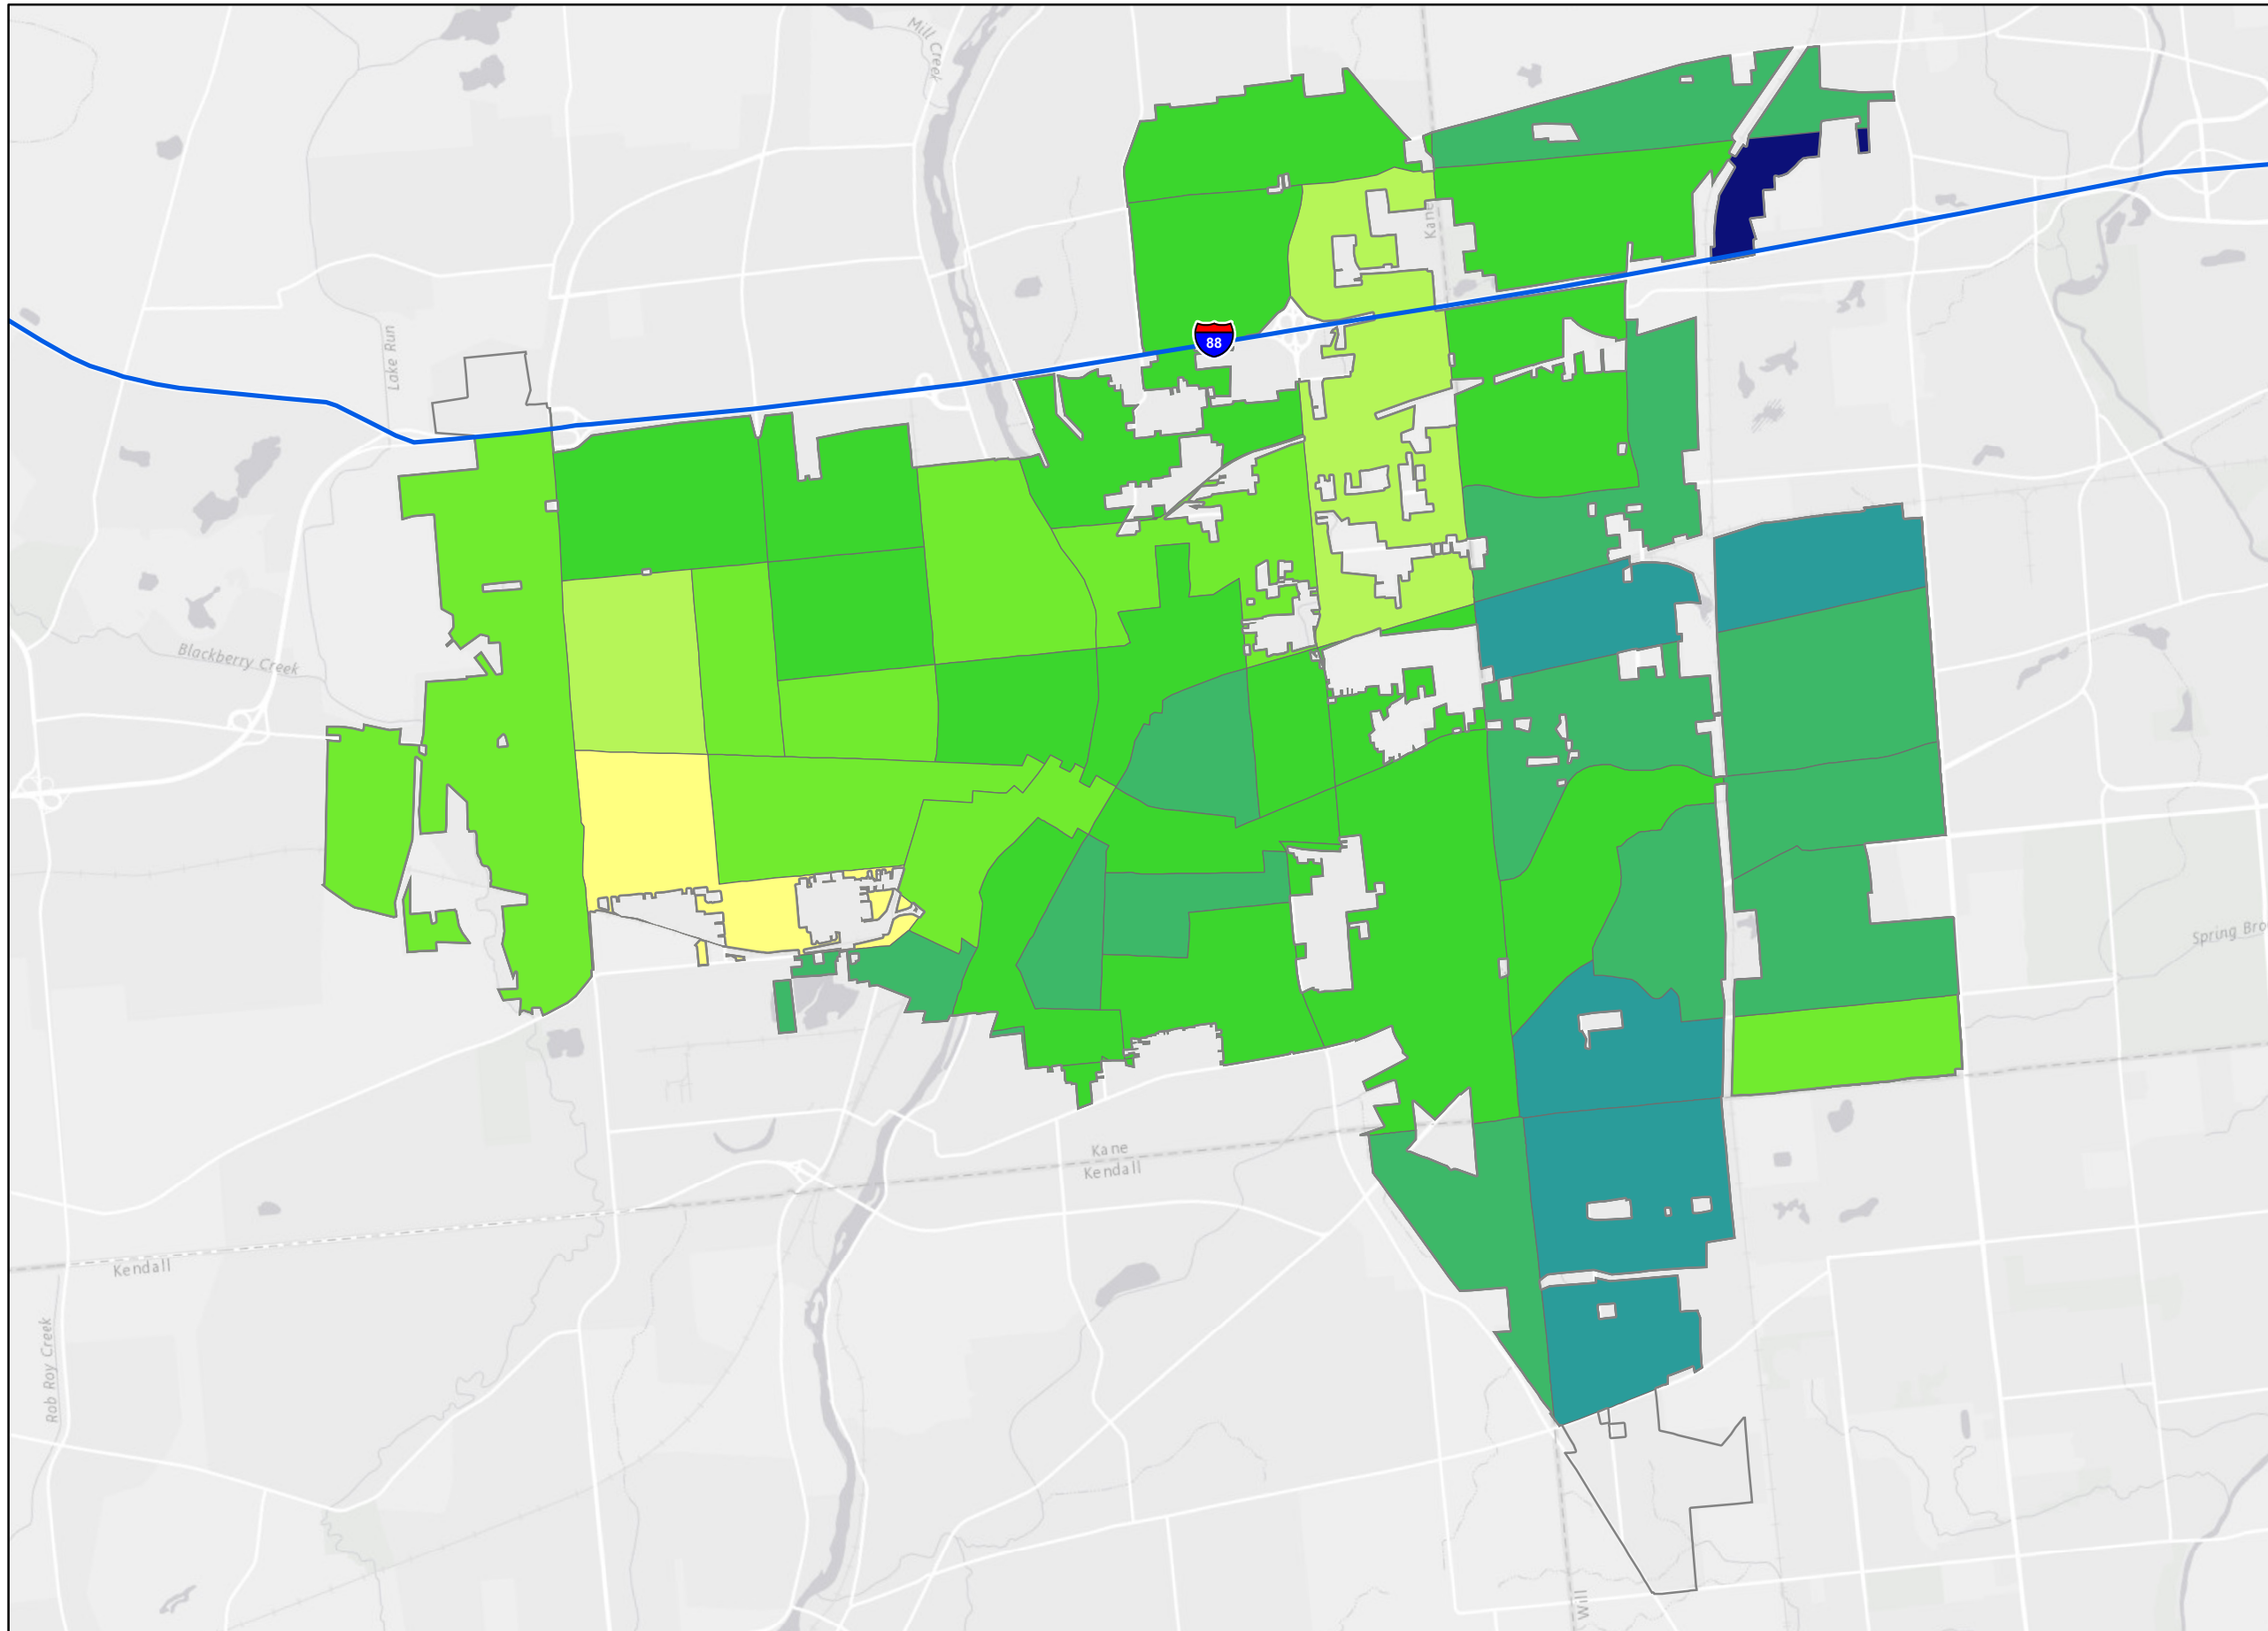 Mill Creek
Kane
88
Lake Run
Blackberry Creek
Spring Bro
Kane
Kendall
Kendall
Rob Roy Creek
Will